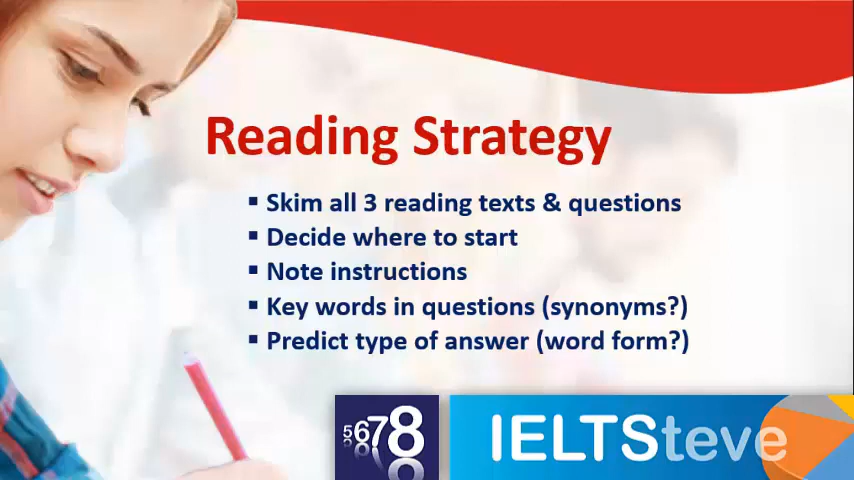 Reading Strategy
▪ Skim all 3 reading texts & questions
▪ Decide where to start
▪ Note instructions
▪ Key words in questions (synonyms?)
▪ Predict type of answer (word form?)
5678
IELTSteve